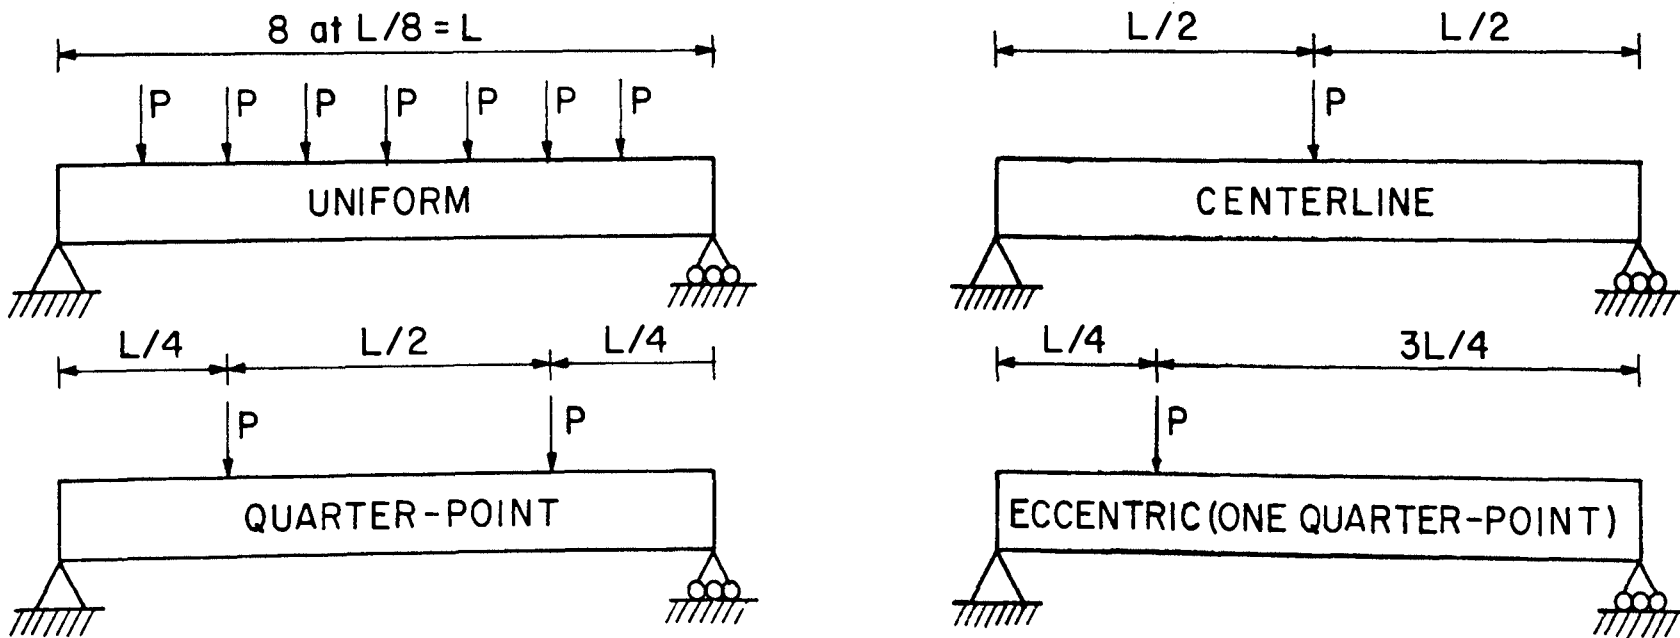 8 at L/8 = L
P P P P P P P
UNIFORM
L/2 L/2
P
CENTERLINE
L/4 L/2 L/4
P P
QUARTER-POINT
L/4 3L/4
P
ECCENTRIC (ONE QUARTER-POINT)